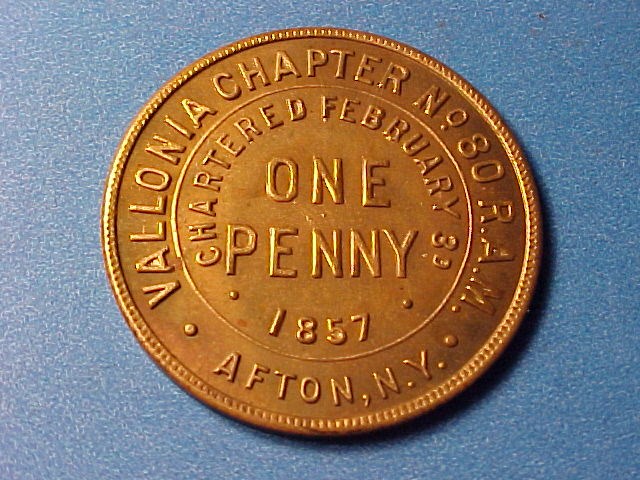 VALLONIA CHAPTER No. 80 R.A.M.
AFTON, N.Y.
CHARTERED FEBRUARY 3D
1857
ONE
PENNY